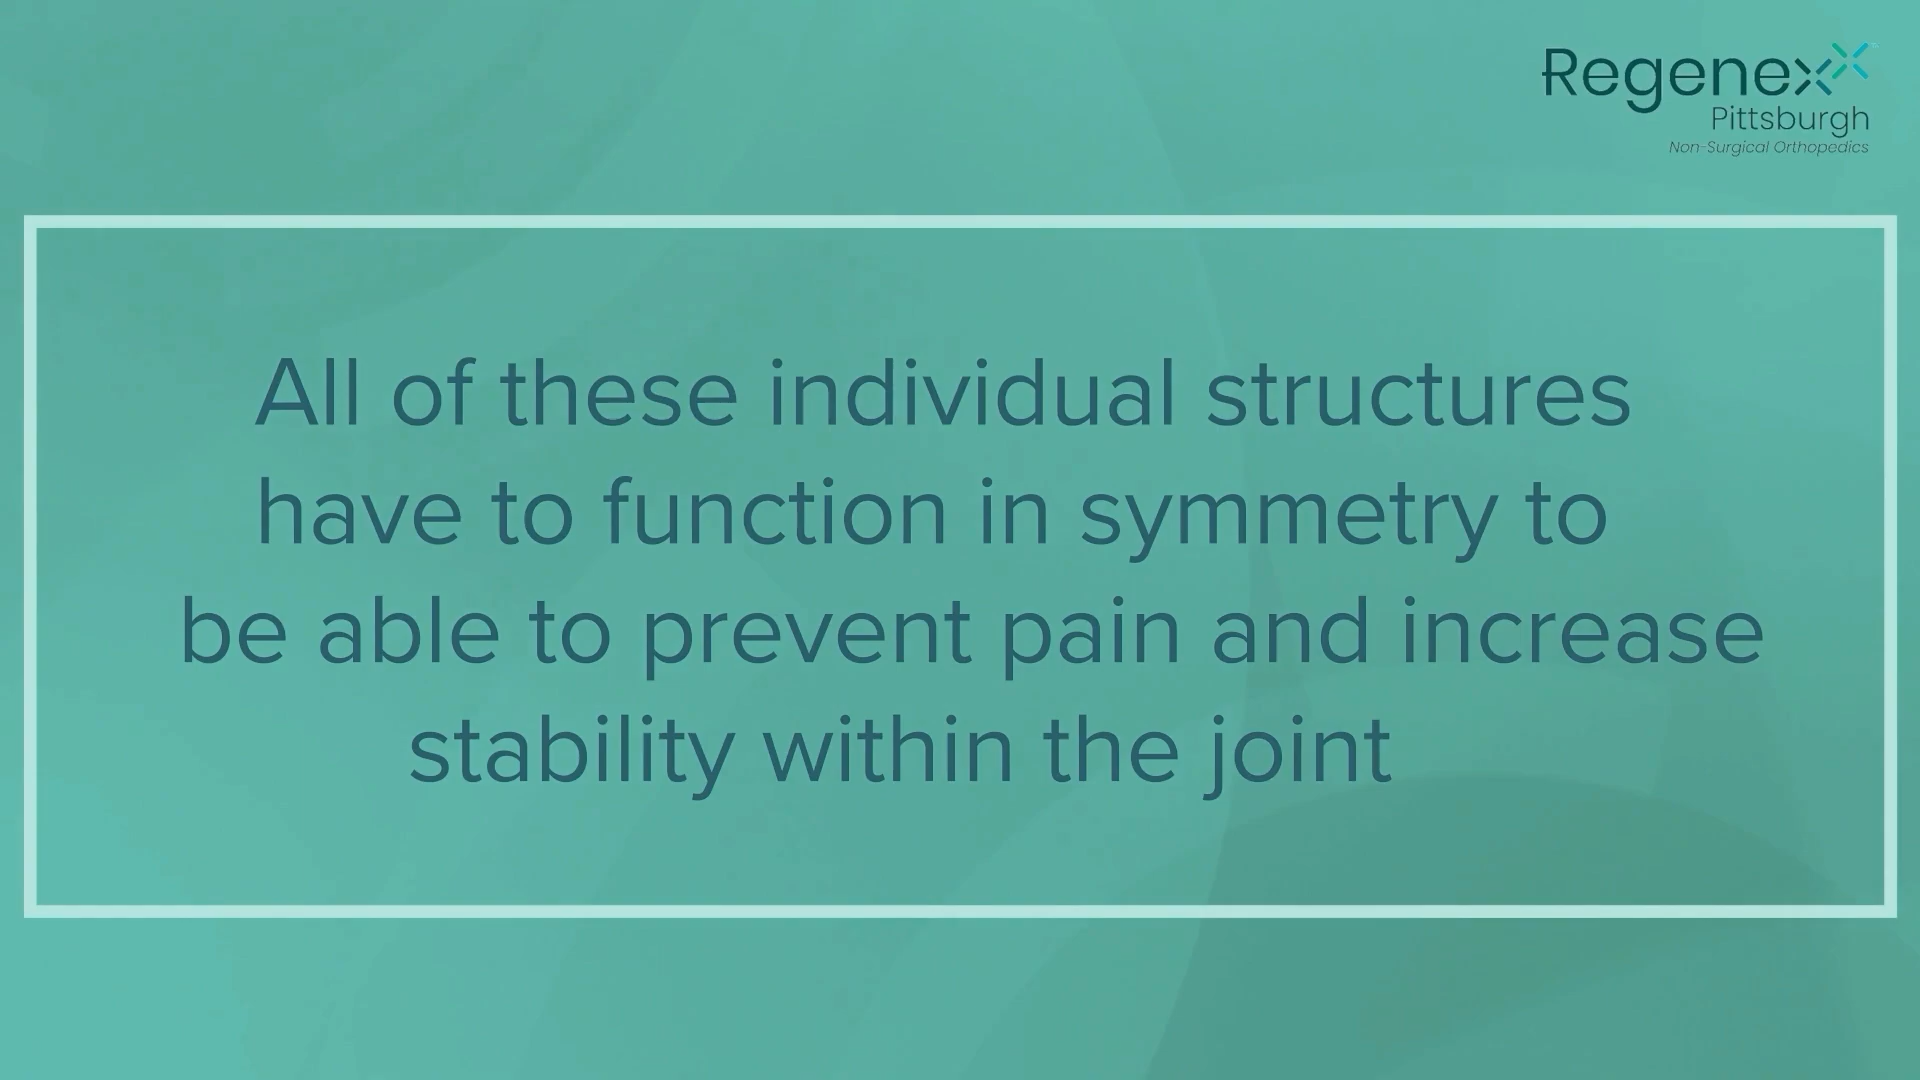 Regenexx
Pittsburgh
Non-Surgical Orthopedics
All of these individual structures
have to function in symmetry to
be able to prevent pain and increase
stability within the joint